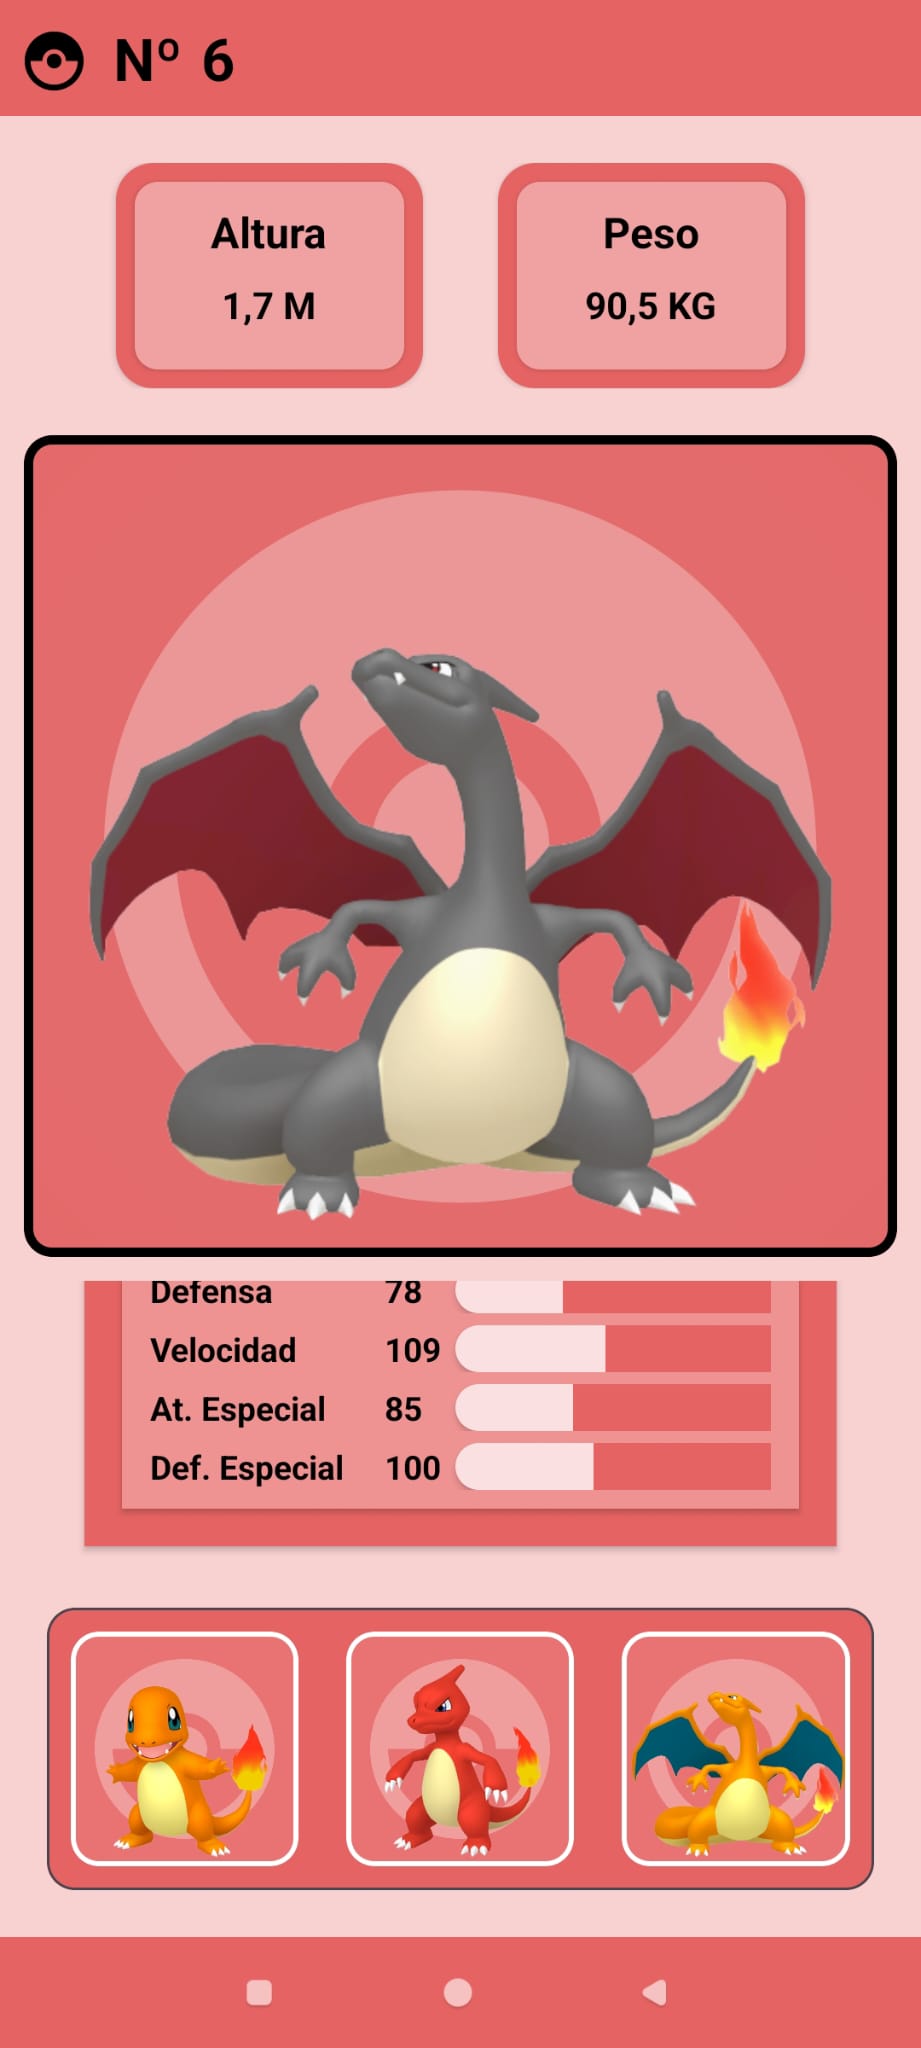 Nº 6
Altura
1,7 M
Peso
90,5 KG
Defensa 78
Velocidad 109
At. Especial 85
Def. Especial 100